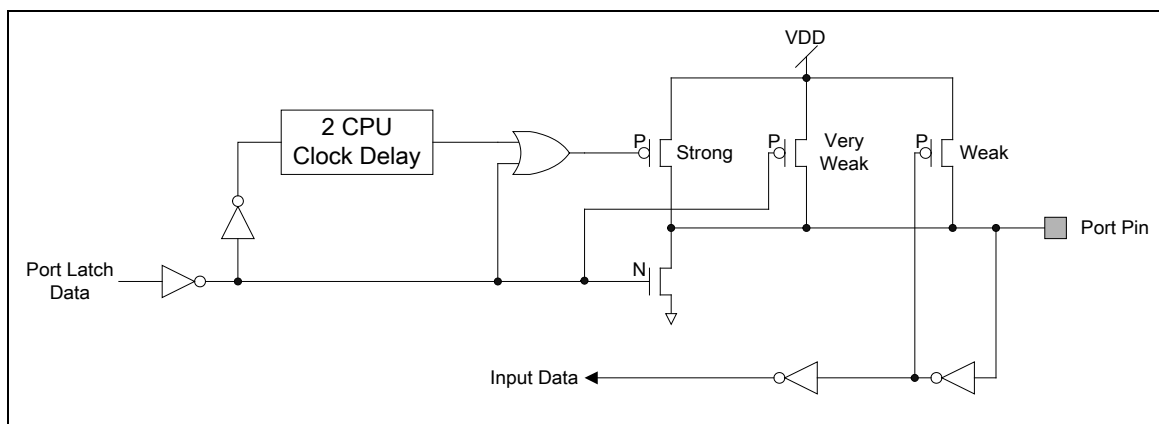 VDD
2 CPU
Clock Delay
P
Strong
P
Very
Weak
P
Weak
Port Pin
Port Latch
Data
N
Input Data